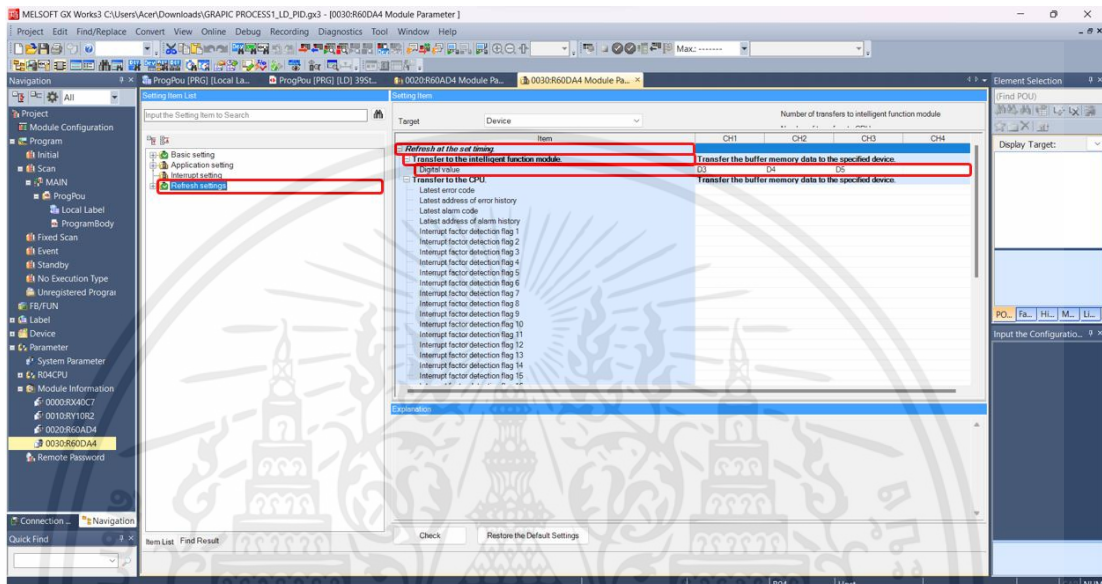 MELSOFT GX Works3 C:\Users\Acer\Downloads\GRAPIC PROCESS1_LD_PID.gx3 - [0030:R60DA4 Module Parameter ]
Project Edit Find/Replace Convert View Online Debug Recording Diagnostics Tool Window Help
Max.: -------
Navigation
ProgPou [PRG] [Local La...
ProgPou [PRG] [LD] 39St...
0020:R60AD4 Module Pa...
0030:R60DA4 Module Pa...
Element Selection
All
Project
Module Configuration
Program
Initial
Scan
MAIN
ProgPou
Local Label
ProgramBody
Fixed Scan
Event
Standby
No Execution Type
Unregistered Progra
FB/FUN
Label
Device
Parameter
System Parameter
R04CPU
Module Information
0000:RX40C7
0010:RY10R2
0020:R60AD4
0030:R60DA4
Remote Password
Connection ...
Navigation
Quick Find
Setting Item List
Input the Setting Item to Search
Basic setting
Application setting
Interrupt setting
Refresh settings
Item List Find Result
Setting Item
Target Device
Number of transfers to intelligent function module
Item CH1 CH2 CH3 CH4
Refresh at the set timing.
Transfer to the intelligent function module. Transfer the buffer memory data to the specified device.
Digital value D3 D4 D5
Transfer to the CPU. Transfer the buffer memory data to the specified device.
Latest error code
Latest address of error history
Latest alarm code
Latest address of alarm history
Interrupt factor detection flag 1
Interrupt factor detection flag 2
Interrupt factor detection flag 3
Interrupt factor detection flag 4
Interrupt factor detection flag 5
Interrupt factor detection flag 6
Interrupt factor detection flag 7
Interrupt factor detection flag 8
Interrupt factor detection flag 9
Interrupt factor detection flag 10
Interrupt factor detection flag 11
Interrupt factor detection flag 12
Interrupt factor detection flag 13
Interrupt factor detection flag 14
Interrupt factor detection flag 15
Explanation
Check
Restore the Default Settings
(Find POU)
Display Target:
PO... Fa... Hi... M... Li...
Input the Configuratio...
R04
Host
CAP NUM